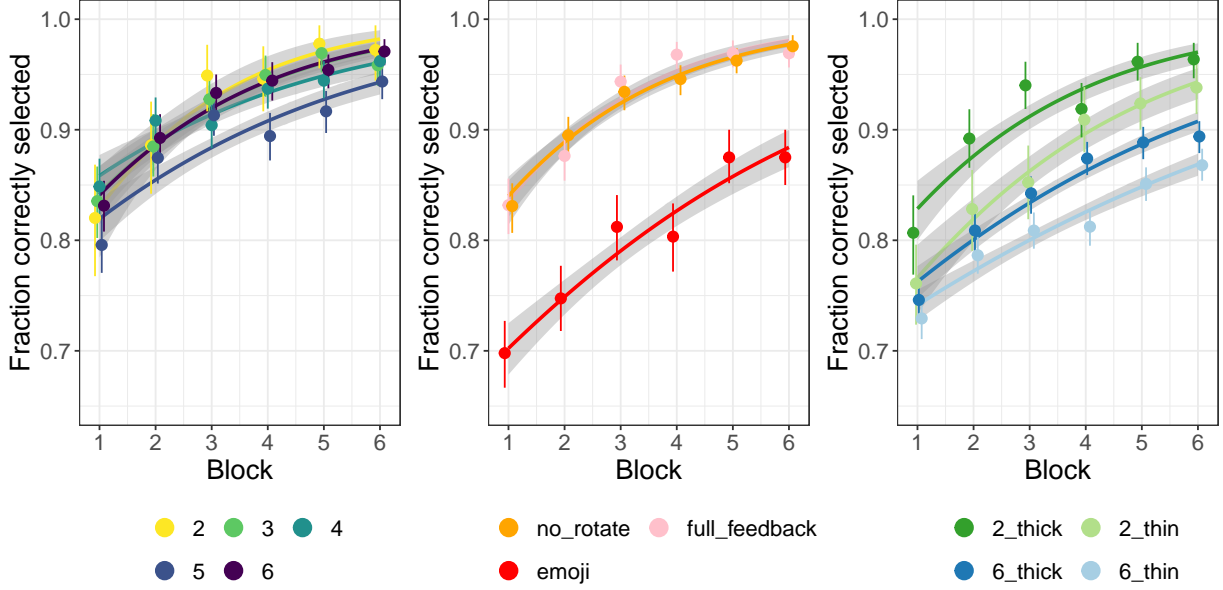 1.0
0.9
0.8
0.7
Fraction correctly selected
1 2 3 4 5 6
Block
2 3 4
5 6
1.0
0.9
0.8
0.7
Fraction correctly selected
1 2 3 4 5 6
Block
no_rotate full_feedback
emoji
1.0
0.9
0.8
0.7
Fraction correctly selected
1 2 3 4 5 6
Block
2_thick 2_thin
6_thick 6_thin